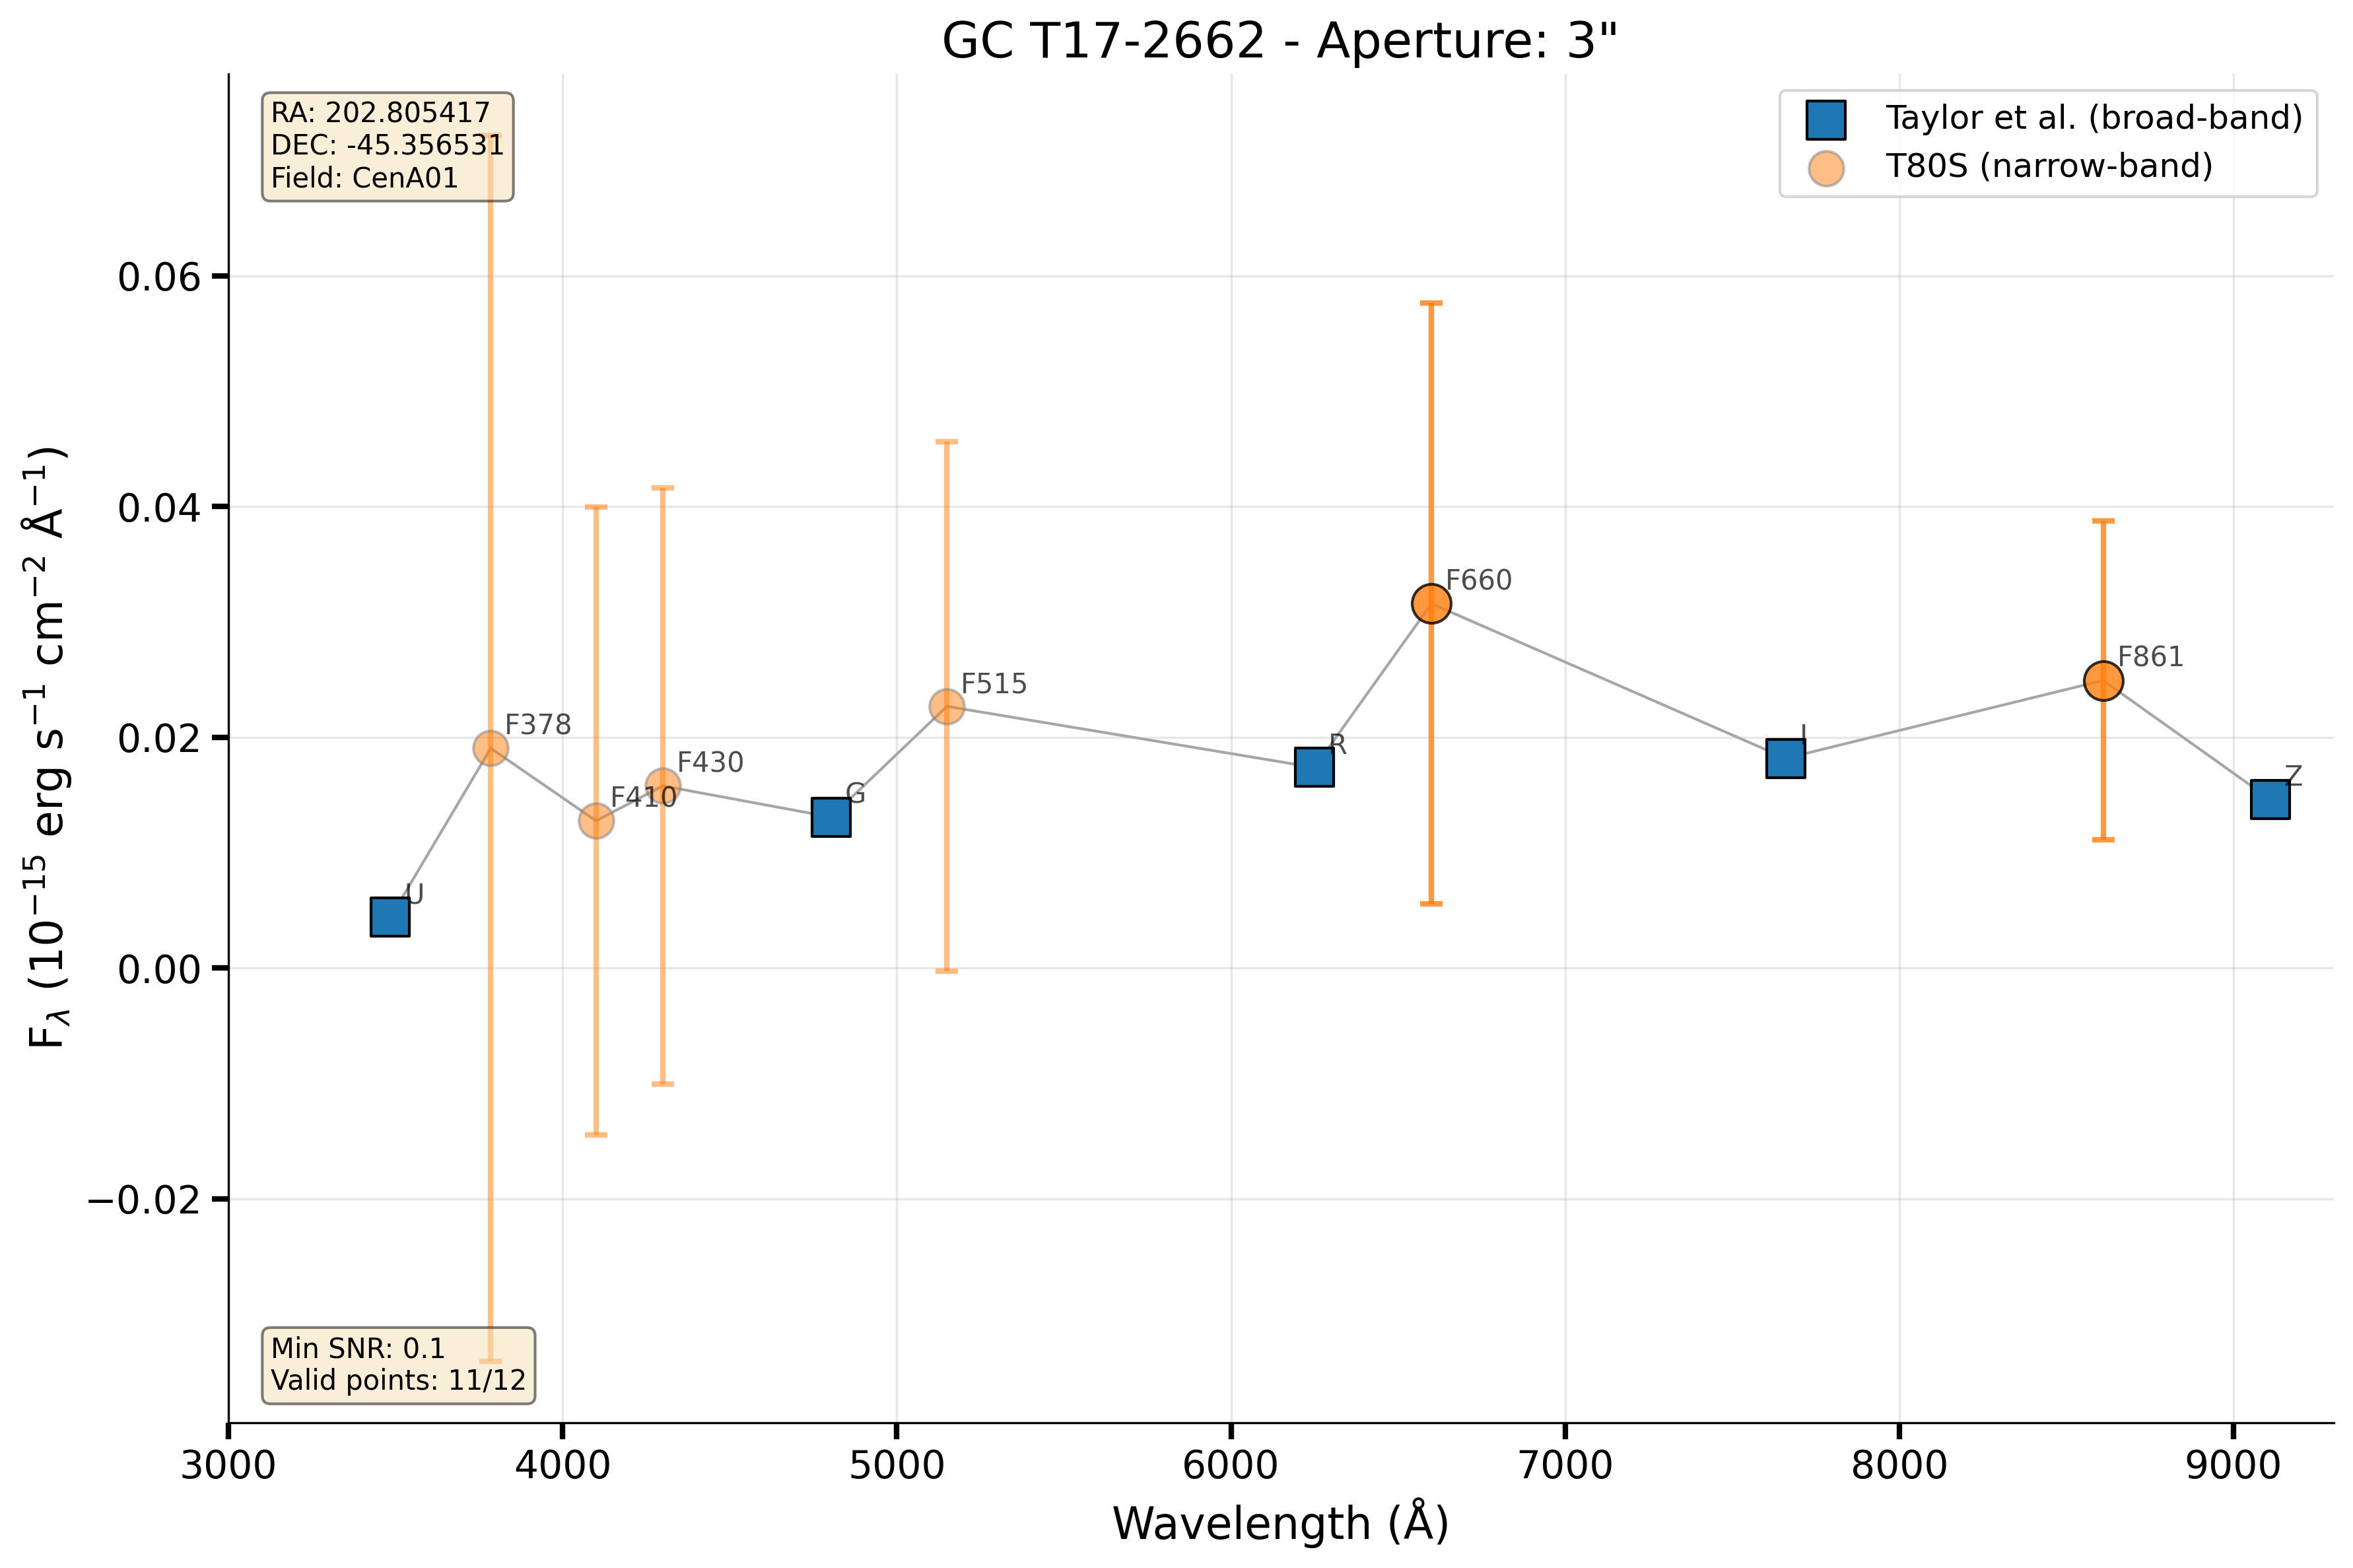 GC T17-2662 - Aperture: 3"
RA: 202.805417
DEC: -45.356531
Field: CenA01
Taylor et al. (broad-band)
T80S (narrow-band)
F$_{\lambda}$ (10$^{-15}$ erg s$^{-1}$ cm$^{-2}$ Å$^{-1}$)
0.06
0.04
0.02
0.00
−0.02
U
F378
F410
F430
G
F515
R
F660
I
F861
Z
Min SNR: 0.1
Valid points: 11/12
3000
4000
5000
6000
7000
8000
9000
Wavelength (Å)